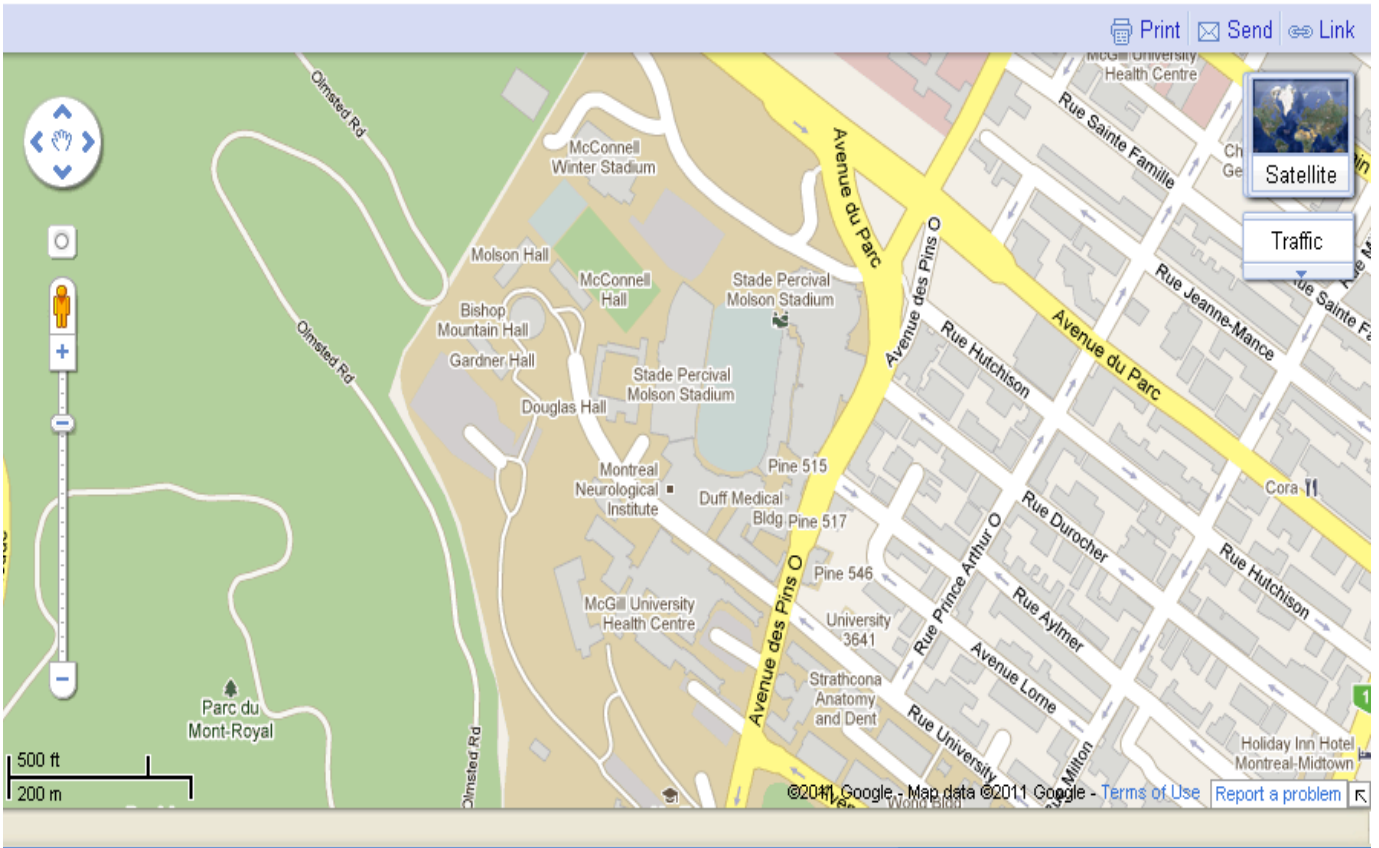 Print
Send
Link
McGill University
Health Centre
Olmsted Rd
Rue Sainte Famille
Avenue du Parc
McConnell
Winter Stadium
Satellite
Traffic
Molson Hall
McConnell
Hall
Stade Percival
Molson Stadium
Avenue des Pins O
Rue Jeanne-Mance
Rue Sainte
Bishop
Mountain Hall
Gardner Hall
Olmsted Rd
Rue Hutchison
Avenue du Parc
Stade Percival
Molson Stadium
Douglas Hall
Montreal
Neurological
Institute
Pine 515
Duff Medical
Bldg
Pine 517
Cora
Rue Durocher
Rue Hutchison
Rue Prince Arthur O
Pine 546
Avenue des Pins O
McGill University
Health Centre
University
3641
Rue Aylmer
Avenue Lorne
Strathcona
Anatomy
and Dent
Rue University
Milton
Parc du
Mont-Royal
Olmsted Rd
Holiday Inn Hotel
Montreal-Midtown
1
500 ft
200 m
©2011 Google - Map data ©2011 Google - Terms of Use
Report a problem
Wong Bldg